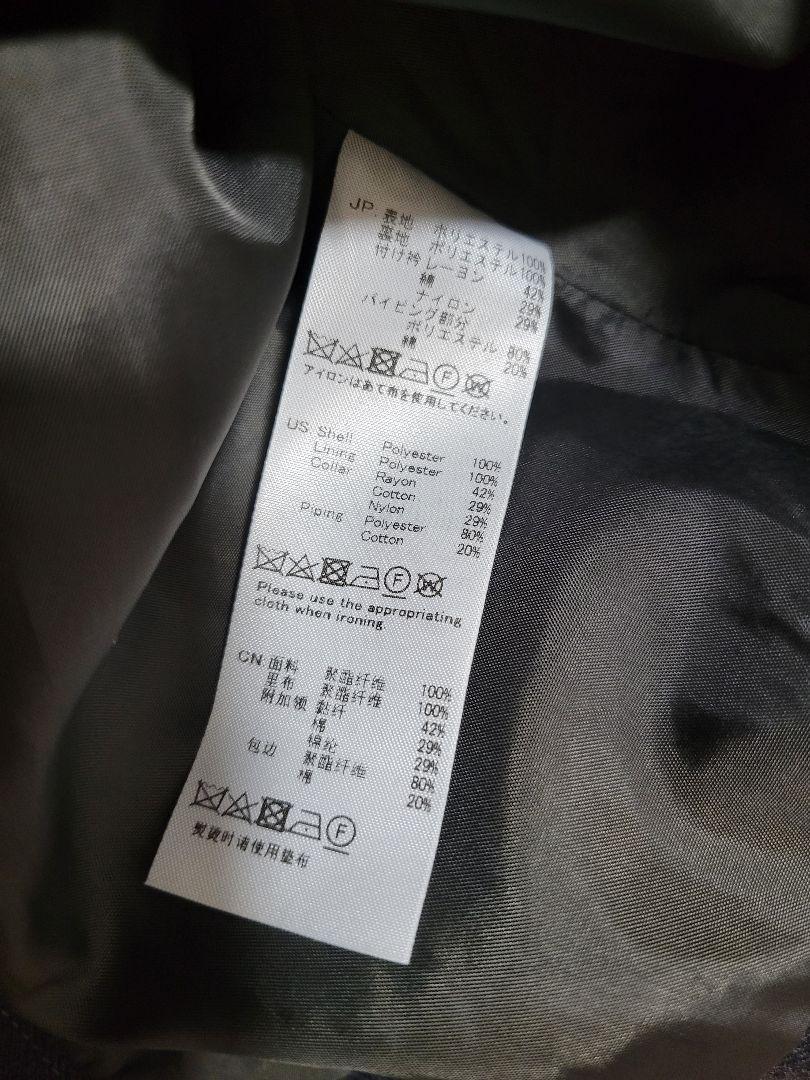 JP. 表地 ポリエステル100%
裏地 ポリエステル100%
付け衿 レーヨン 42%
綿 29%
ナイロン 29%
パイピング部分
ポリエステル 80%
綿 20%
F W
アイロンはあて布を使用してください。
US. Shell Polyester 100%
Lining Polyester 100%
Collar Rayon 42%
Cotton 29%
Nylon 29%
Piping Polyester 80%
Cotton 20%
F W
Please use the appropriating
cloth when ironing.
CN. 面料 聚酯纤维 100%
里布 聚酯纤维 100%
附加领 黏纤 42%
棉 29%
锦纶 29%
包边 聚酯纤维 80%
棉 20%
F
熨烫时请使用垫布